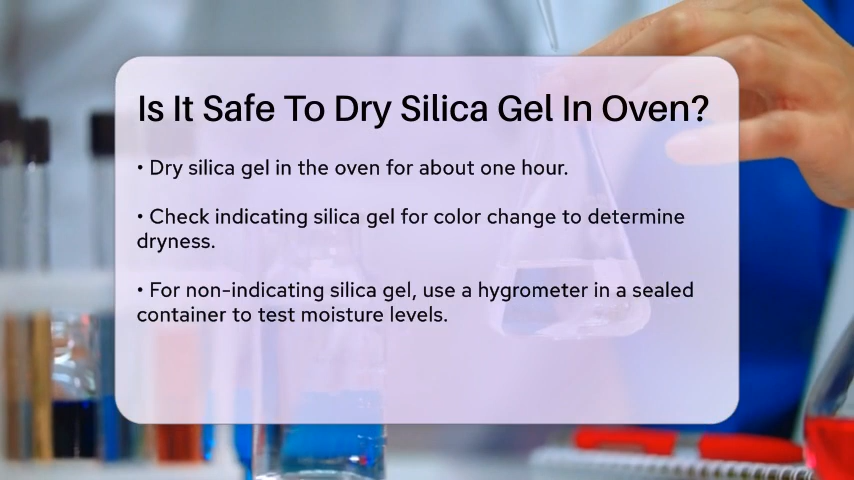 Is It Safe To Dry Silica Gel In Oven?
• Dry silica gel in the oven for about one hour.
• Check indicating silica gel for color change to determine
dryness.
• For non-indicating silica gel, use a hygrometer in a sealed
container to test moisture levels.